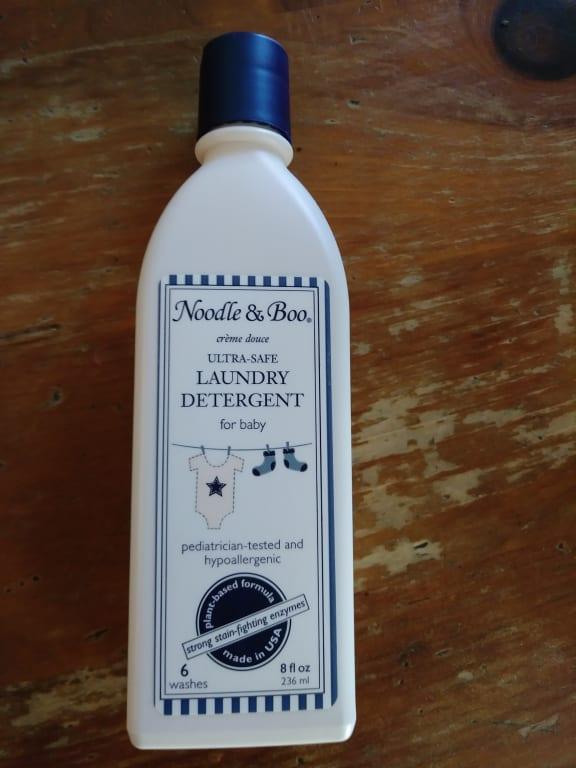 Noodle & Boo®
crème douce
ULTRA-SAFE
LAUNDRY
DETERGENT
for baby
pediatrician-tested and
hypoallergenic
plant-based formula
strong stain-fighting enzymes
made in USA
6
washes
8 fl oz
236 ml